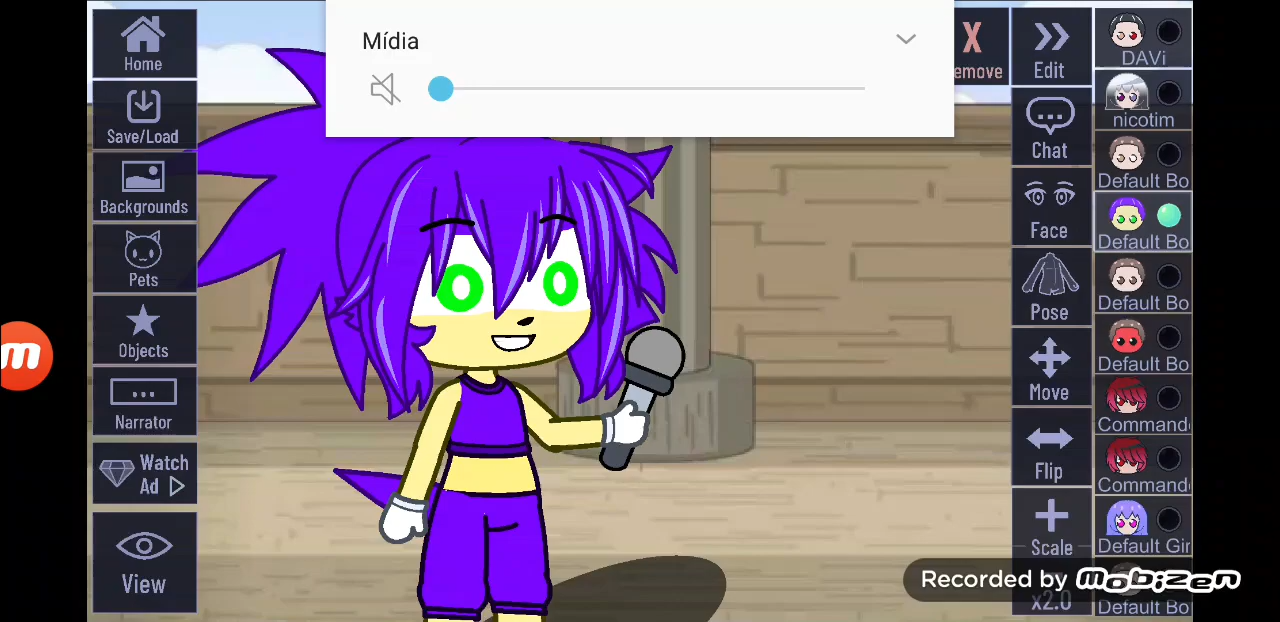 Mídia
Home
Save/Load
Backgrounds
Pets
Objects
...
Narrator
Watch
Ad
View
X
emove
Edit
...
Chat
Face
Pose
Move
Flip
Scale
x2.0
DAVi
nicotim
Default Bo
Default Bo
Default Bo
Default Bo
Command
Command
Default Gir
Default Bo
m
Recorded by mobizen